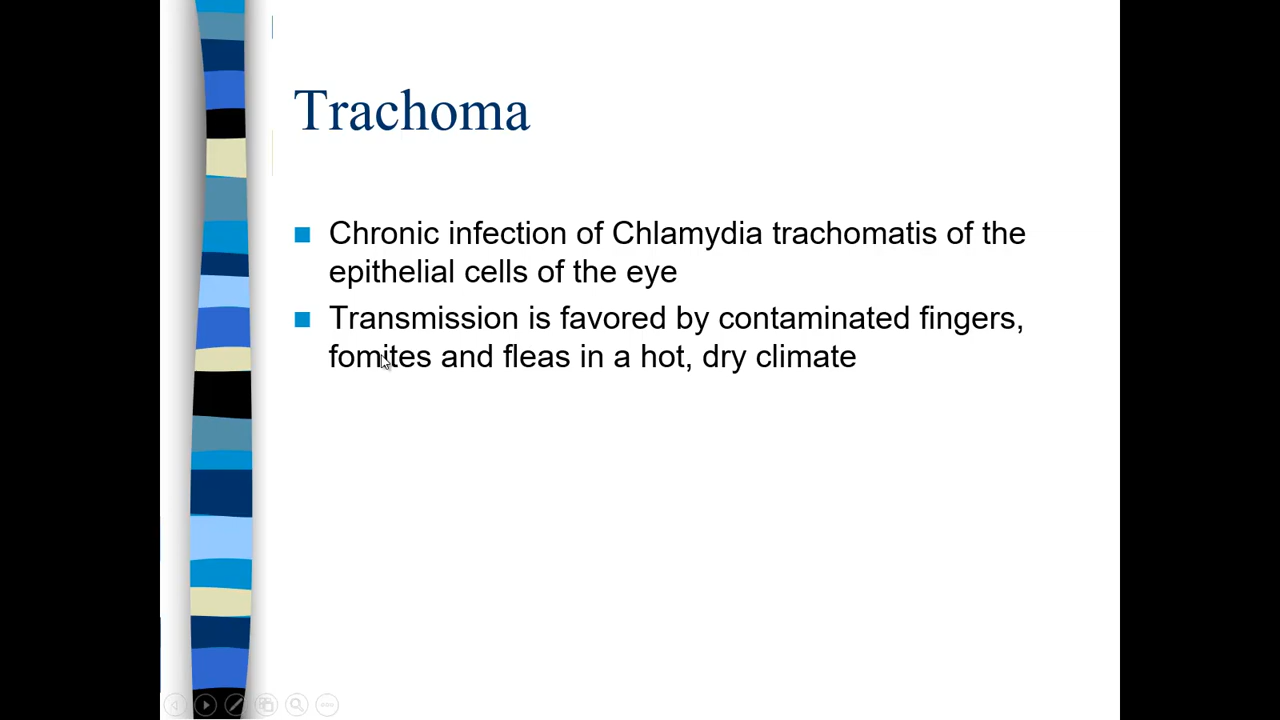 Trachoma
Chronic infection of Chlamydia trachomatis of the
epithelial cells of the eye
Transmission is favored by contaminated fingers,
fomites and fleas in a hot, dry climate